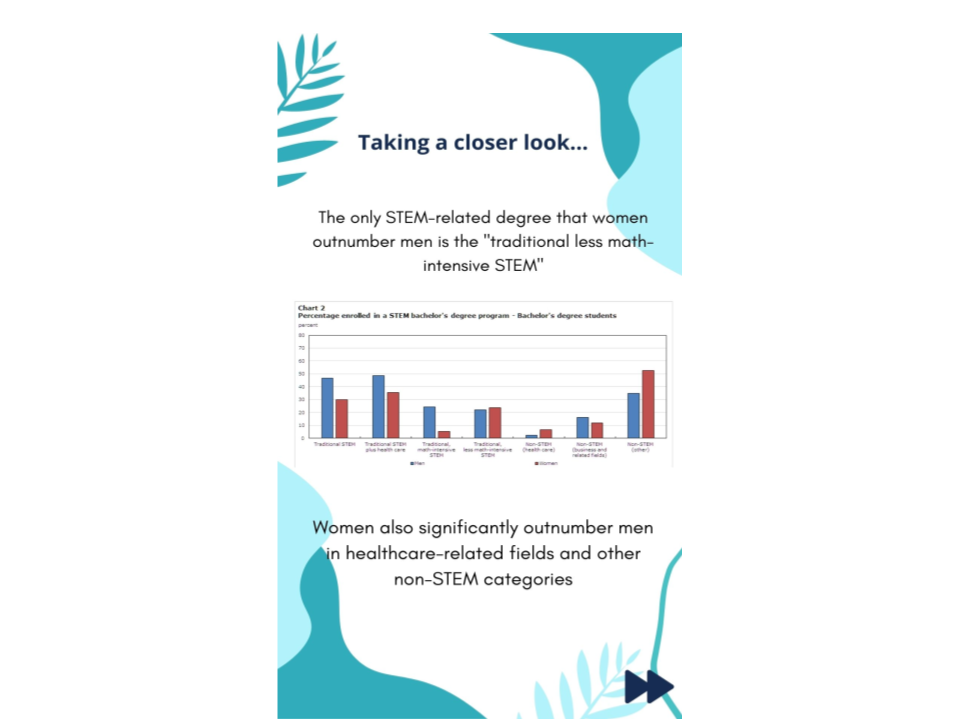 Taking a closer look...
The only STEM-related degree that women
outnumber men is the "traditional less math-
intensive STEM"
Chart 2
Percentage enrolled in a STEM bachelor's degree program - Bachelor's degree students
percent
80
70
60
50
40
30
20
10
0
Traditional STEM
Traditional STEM
plus health care
Traditional,
math-intensive
STEM
Traditional,
less math-intensive
STEM
Non-STEM
(health care)
Non-STEM
(business and
related fields)
Non-STEM
(other)
Men
Women
Women also significantly outnumber men
in healthcare-related fields and other
non-STEM categories